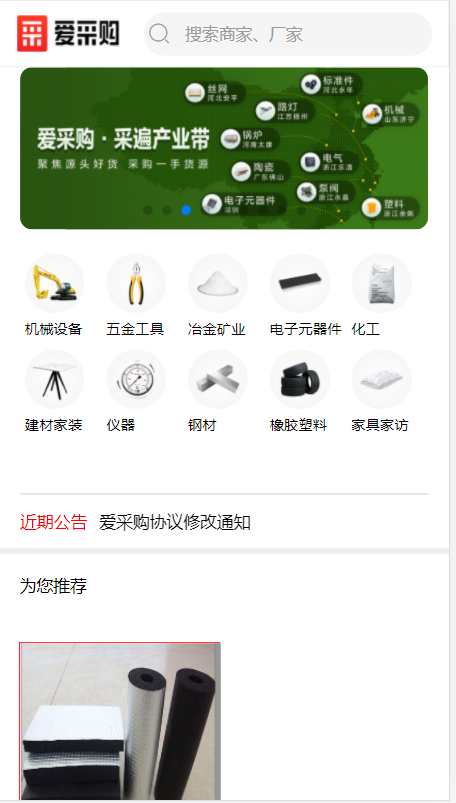 采 爱采购
搜索商家、厂家
标准件
河北永年
丝网
河北安平
路灯
江苏扬州
机械
山东济宁
爱采购·采遍产业带
聚焦源头好货 采购一手货源
锅炉
河南太康
电气
浙江乐清
陶瓷
广东佛山
泵阀
浙江永嘉
电子元器件
深圳
塑料
浙江余姚
机械设备 五金工具 冶金矿业 电子元器件 化工
建材家装 仪器 钢材 橡胶塑料 家具家访
近期公告 爱采购协议修改通知
为您推荐